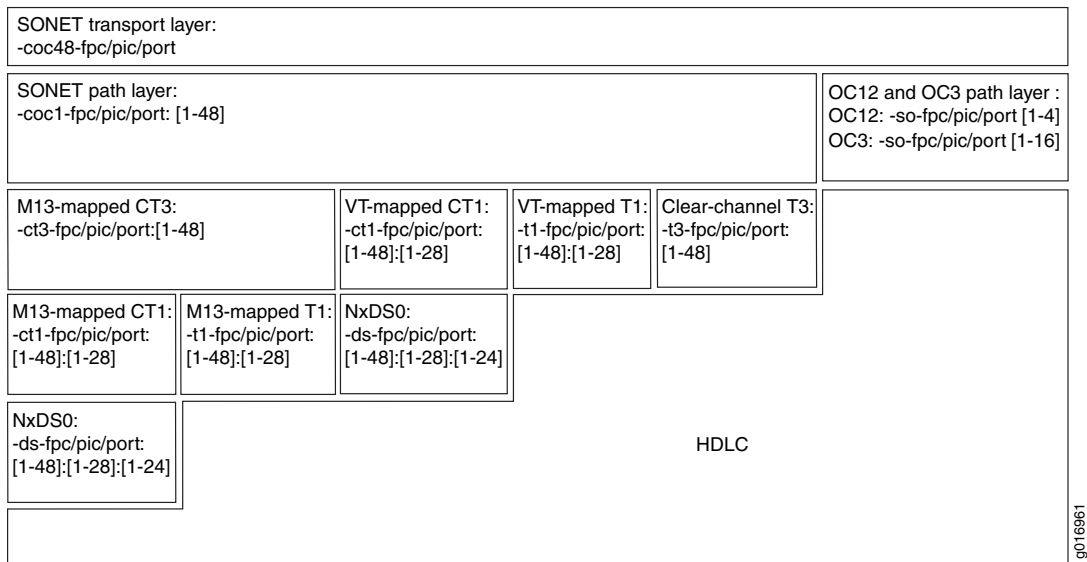 SONET transport layer:
-coc48-fpc/pic/port
SONET path layer:
-coc1-fpc/pic/port: [1-48]
OC12 and OC3 path layer :
OC12: -so-fpc/pic/port [1-4]
OC3: -so-fpc/pic/port [1-16]
M13-mapped CT3:
-ct3-fpc/pic/port:[1-48]
VT-mapped CT1:
-ct1-fpc/pic/port:
[1-48]:[1-28]
VT-mapped T1:
-t1-fpc/pic/port:
[1-48]:[1-28]
Clear-channel T3:
-t3-fpc/pic/port:
[1-48]
M13-mapped CT1:
-ct1-fpc/pic/port:
[1-48]:[1-28]
M13-mapped T1:
-t1-fpc/pic/port:
[1-48]:[1-28]
NxDS0:
-ds-fpc/pic/port:
[1-48]:[1-28]:[1-24]
NxDS0:
-ds-fpc/pic/port:
[1-48]:[1-28]:[1-24]
HDLC
g016961